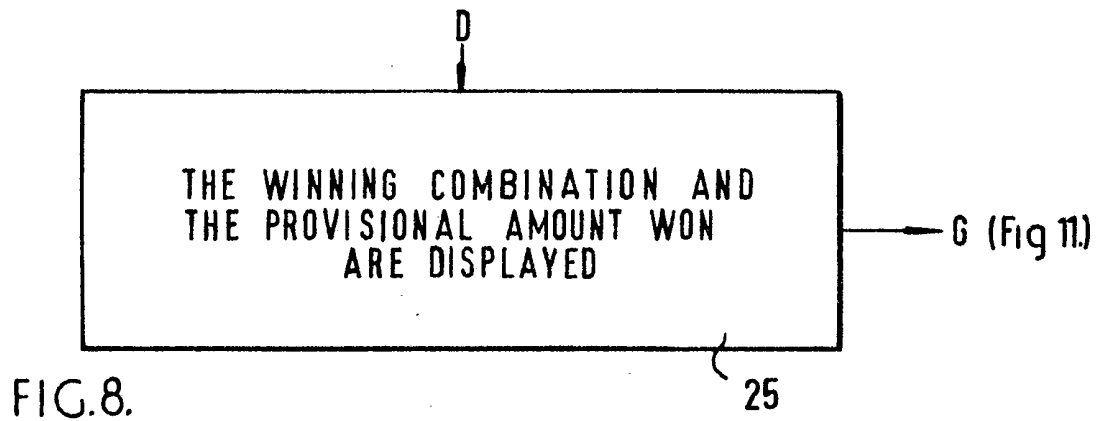 D
THE WINNING COMBINATION AND
THE PROVISIONAL AMOUNT WON
ARE DISPLAYED
G (Fig 11.)
25
FIG.8.